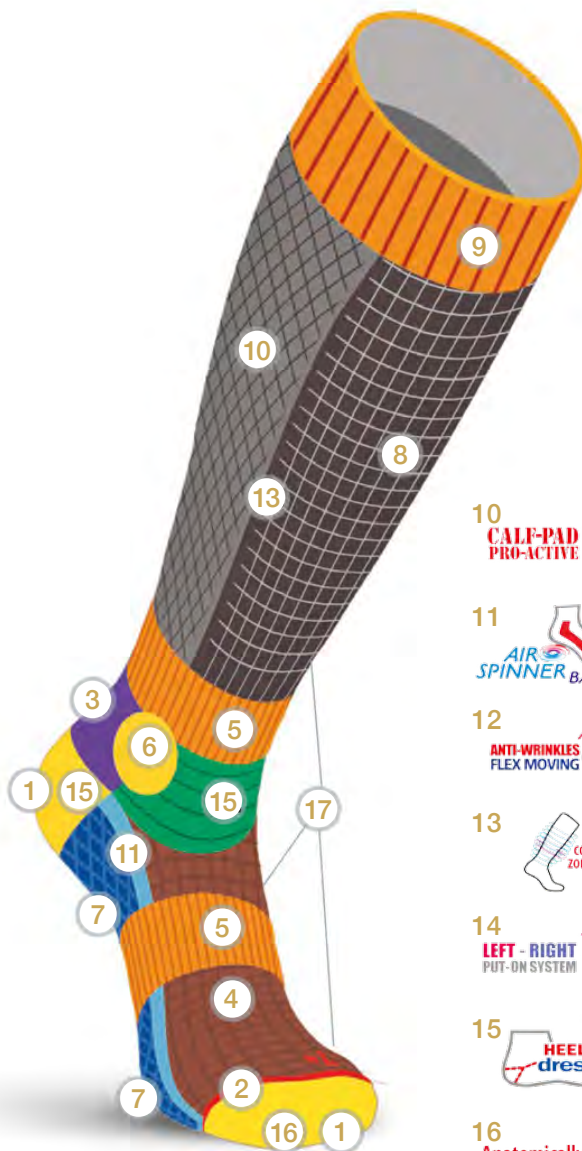 9
10
8
13
10
CALF-PAD
PRO-ACTIVE
11
AIR
SPINNER
3
5
6
12
ANTI-WRINKLES
FLEX MOVING
1
15
15
17
11
13
7
5
14
LEFT - RIGHT
PUT-ON SYSTEM
4
15
HEEL
2
7
16
1
16